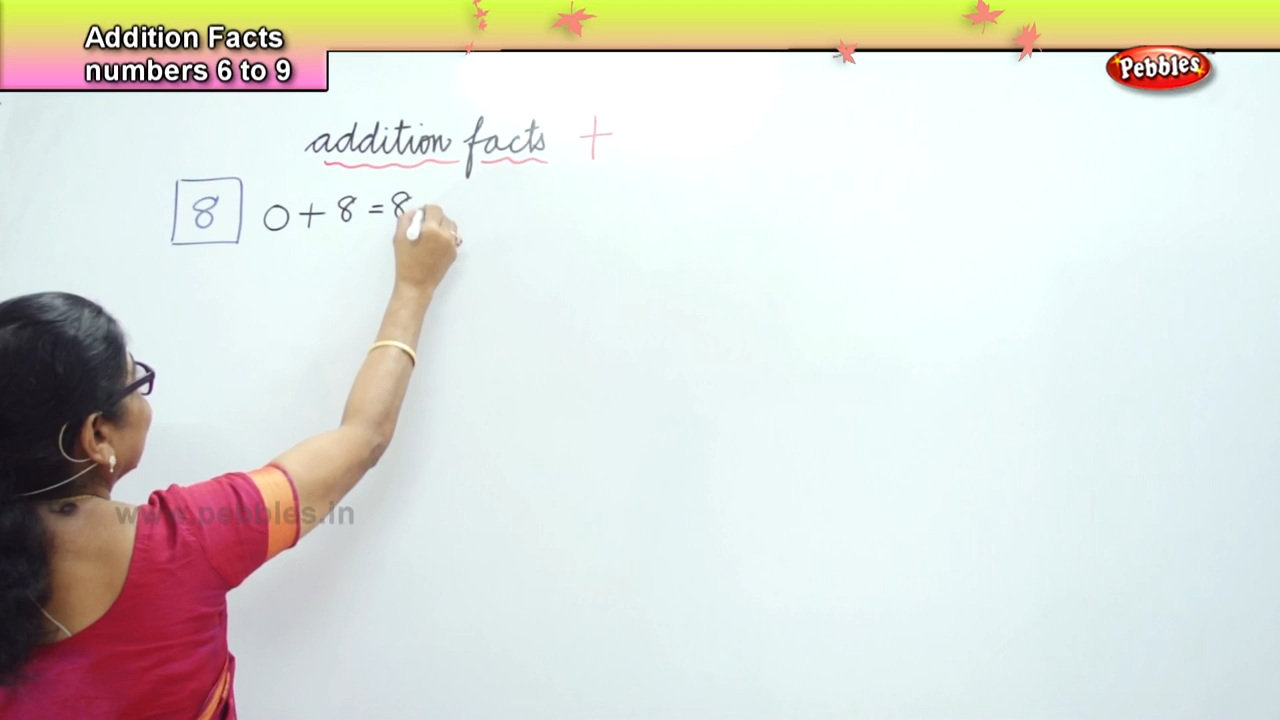 Addition Facts
numbers 6 to 9
Pebbles
addition facts +
8 0 + 8 = 8
www.pebbles.in